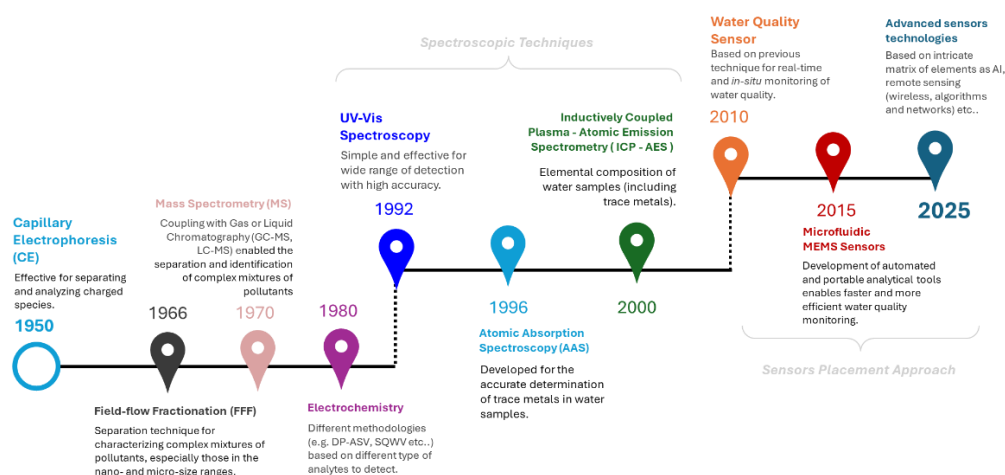 Spectroscopic Techniques
Water Quality
Sensor
Based on previous
technique for real-time
and in-situ monitoring of
water quality.
2010
Advanced sensors
technologies
Based on intricate
matrix of elements as AI,
remote sensing
(wireless, algorithms
and networks) etc..
UV-Vis
Spectroscopy
Simple and effective for
wide range of detection
with high accuracy.
1992
Inductively Coupled
Plasma - Atomic Emission
Spectrometry ( ICP - AES )
Elemental composition of
water samples (including
trace metals).
Capillary
Electrophoresis
(CE)
Effective for separating
and analyzing charged
species.
1950
1966
Mass Spectrometry (MS)
Coupling with Gas or Liquid
Chromatography (GC-MS,
LC-MS) enabled the
separation and identification
of complex mixtures of
pollutants
1970
1980
1996
Atomic Absorption
Spectroscopy (AAS)
Developed for the
accurate determination
of trace metals in water
samples.
2000
2015
Microfluidic
MEMS Sensors
Development of automated
and portable analytical tools
enables faster and more
efficient water quality
monitoring.
2025
Sensors Placement Approach
Field-flow Fractionation (FFF)
Separation technique for
characterizing complex mixtures of
pollutants, especially those in the
nano- and micro-size ranges.
Electrochemistry
Different methodologies
(e.g. DP-ASV, SQWV etc..)
based on different type of
analytes to detect.